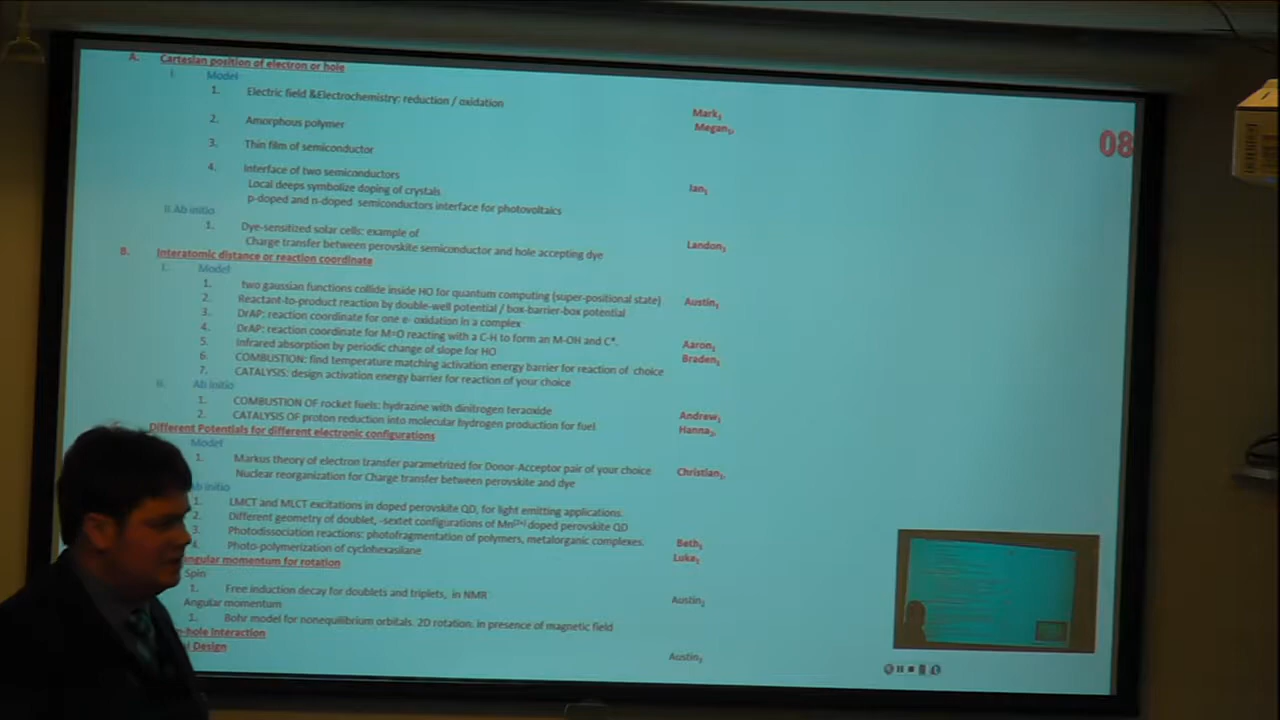 A. Cartesian position of electron or hole
I. Model
1. Electric field &Electrochemistry: reduction / oxidation
Mark
2. Amorphous polymer
Megan
3. Thin film of semiconductor
4. Interface of two semiconductors
Local deeps symbolize doping of crystals
Ian
p-doped and n-doped semiconductors interface for photovoltaics
II Ab initio
1. Dye-sensitized solar cells: example of
Charge transfer between perovskite semiconductor and hole accepting dye
Landon
B. Interatomic distance or reaction coordinate
I. Model
1. two gaussian functions collide inside HO for quantum computing (super-positional state)
Austin
2. Reactant-to-product reaction by double-well potential / box-barrier-box potential
3. DrAP: reaction coordinate for one e- oxidation in a complex
4. DrAP: reaction coordinate for M=O reacting with a C-H to form an M-OH and C*.
Aaron
5. Infrared absorption by periodic change of slope for HO
Braden
6. COMBUSTION: find temperature matching activation energy barrier for reaction of choice
7. CATALYSIS: design activation energy barrier for reaction of your choice
II. Ab initio
1. COMBUSTION OF rocket fuels: hydrazine with dinitrogen teraoxide
Andrew
2. CATALYSIS OF proton reduction into molecular hydrogen production for fuel
Hanna
Different Potentials for different electronic configurations
Model
1. Markus theory of electron transfer parametrized for Donor-Acceptor pair of your choice
Christian
Nuclear reorganization for Charge transfer between perovskite and dye
Ab initio
1. LMCT and MLCT excitations in doped perovskite QD, for light emitting applications.
2. Different geometry of doublet, -sextet configurations of Mn doped perovskite QD
3. Photodissociation reactions: photofragmentation of polymers, metalorganic complexes.
Beth
Photo-polymerization of cyclohexasilane
Luke
angular momentum for rotation
Spin
1. Free induction decay for doublets and triplets, in NMR
Austin
Angular momentum
1. Bohr model for nonequilibrium orbitals. 2D rotation. in presence of magnetic field
-hole Interaction
Design
Austin
08